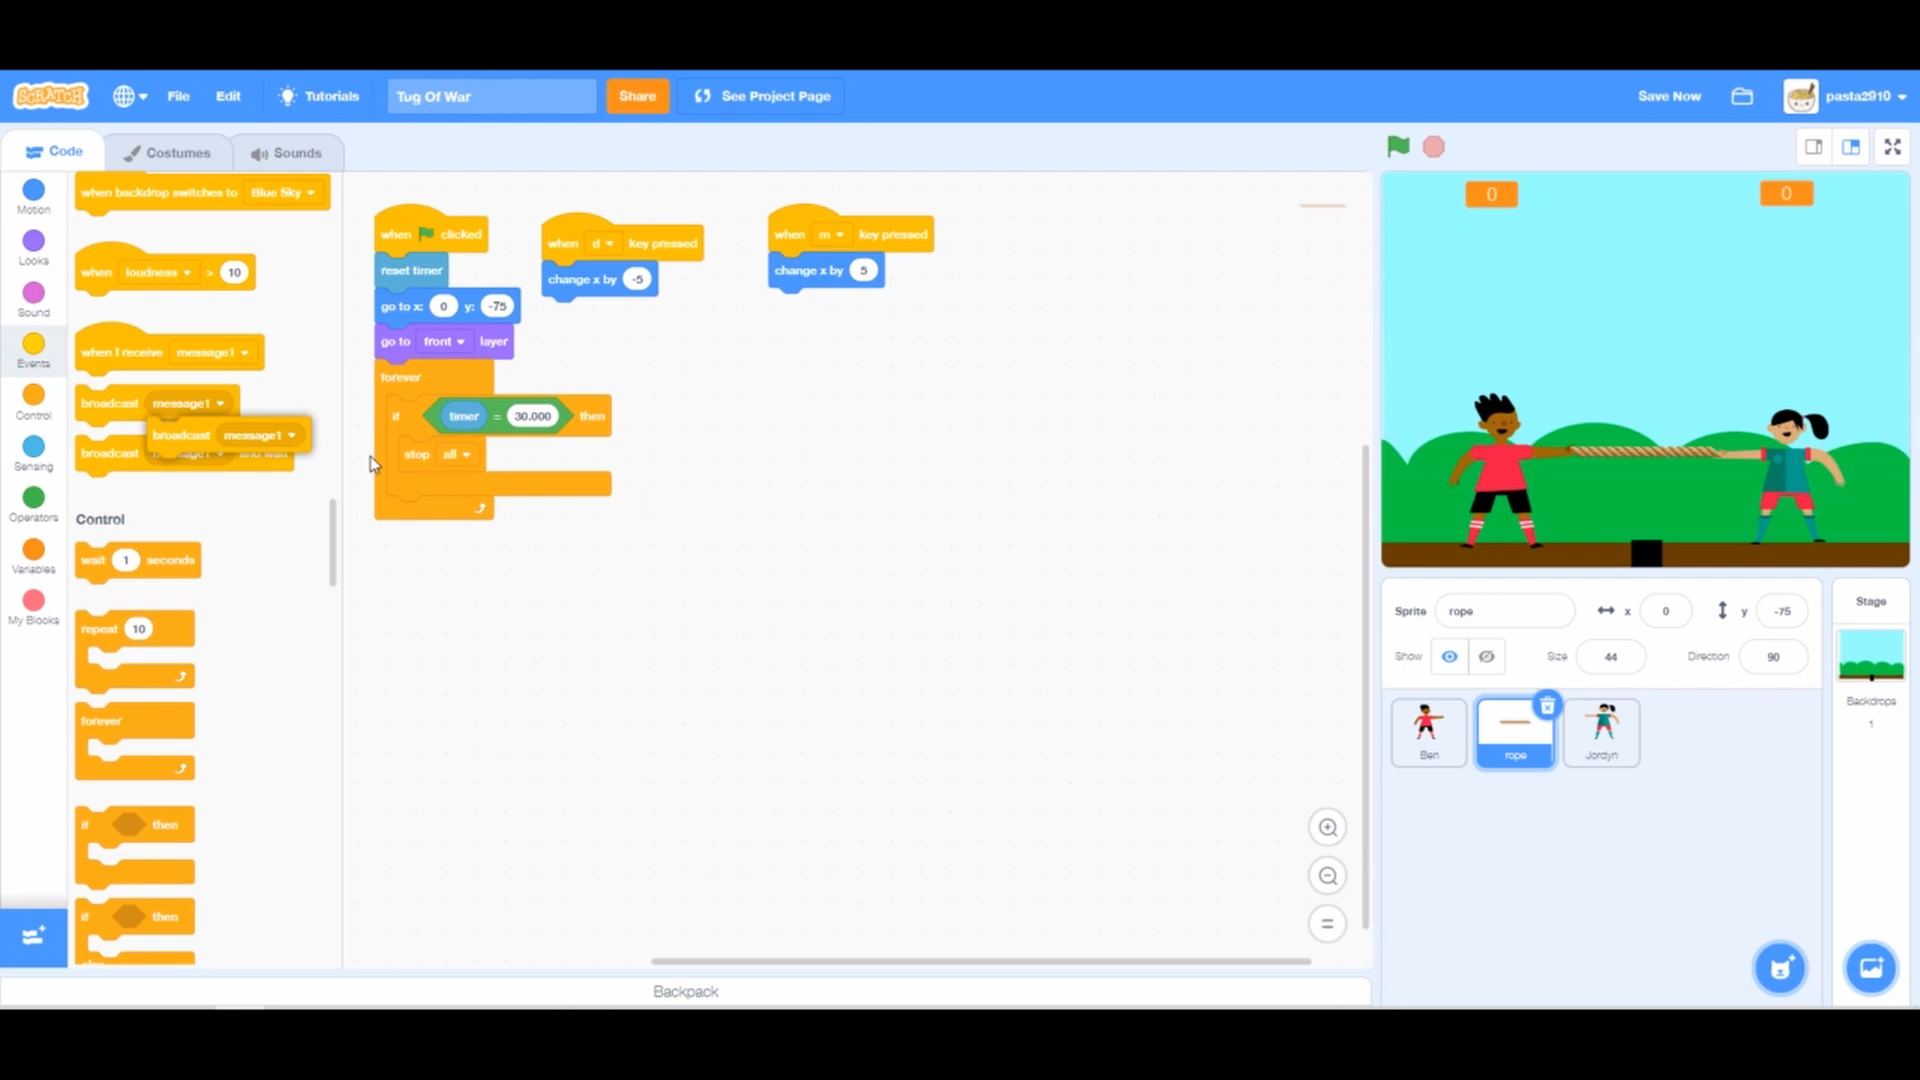 SCRATCH File Edit Tutorials Tug Of War Share See Project Page Save Now pasta2910
Code Costumes Sounds
Motion
Looks
Sound
Events
Control
Sensing
Operators
Variables
My Blocks
when backdrop switches to Blue Sky
when loudness > 10
when I receive message1
broadcast message1
broadcast message1
broadcast message1 and wait
Control
wait 1 seconds
repeat 10
forever
if then
if then
else
when clicked
reset timer
go to x: 0 y: -75
go to front layer
forever
if timer = 30.000 then
stop all
when d key pressed
change x by -5
when m key pressed
change x by 5
0 0
Sprite rope x 0 y -75
Show Size 44 Direction 90
Ben rope Jordyn
Stage
Backdrops
1
Backpack